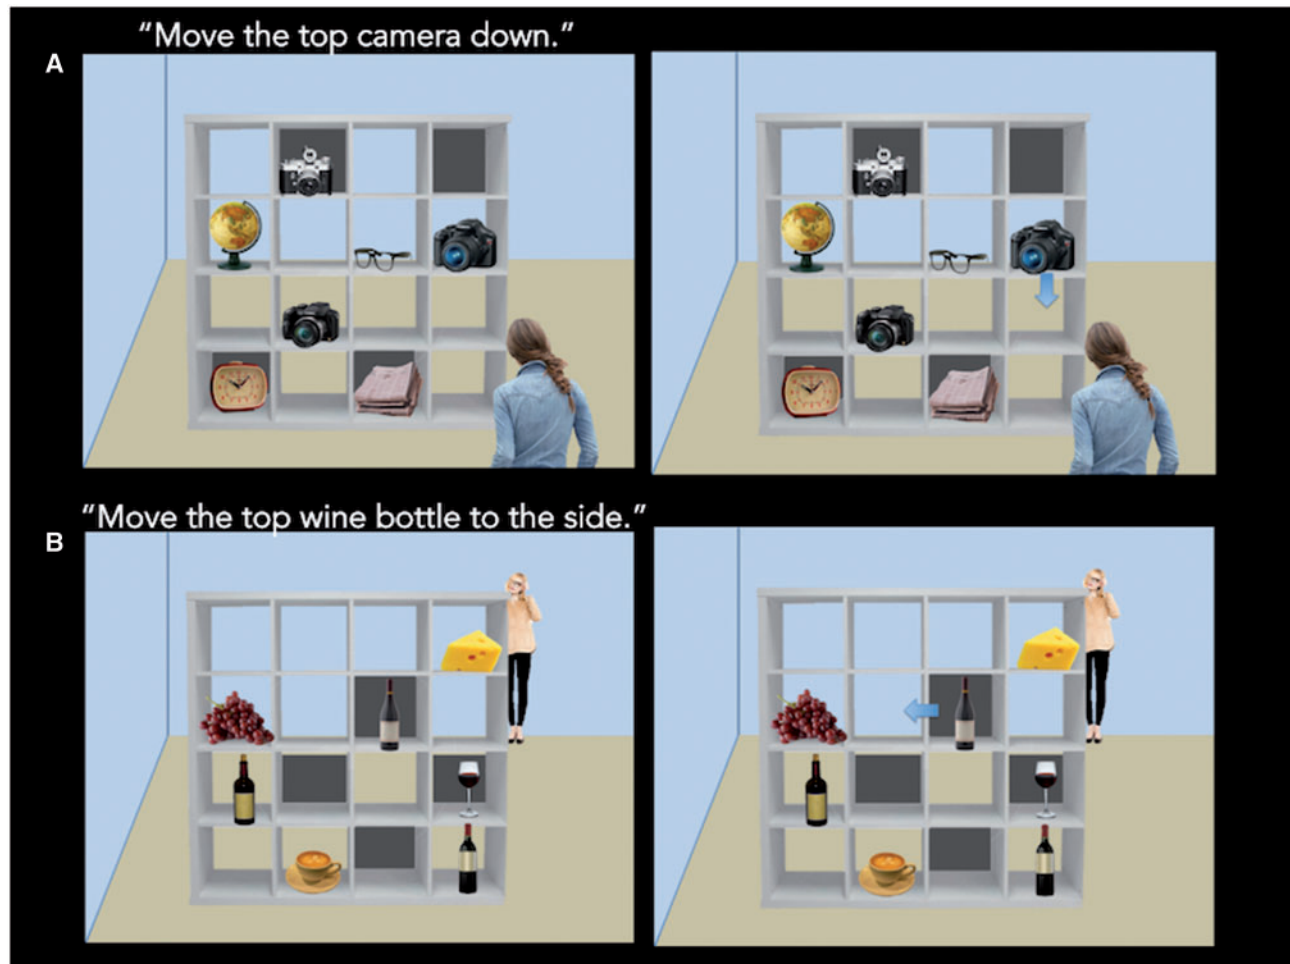 “Move the top camera down.”
A
“Move the top wine bottle to the side.”
B